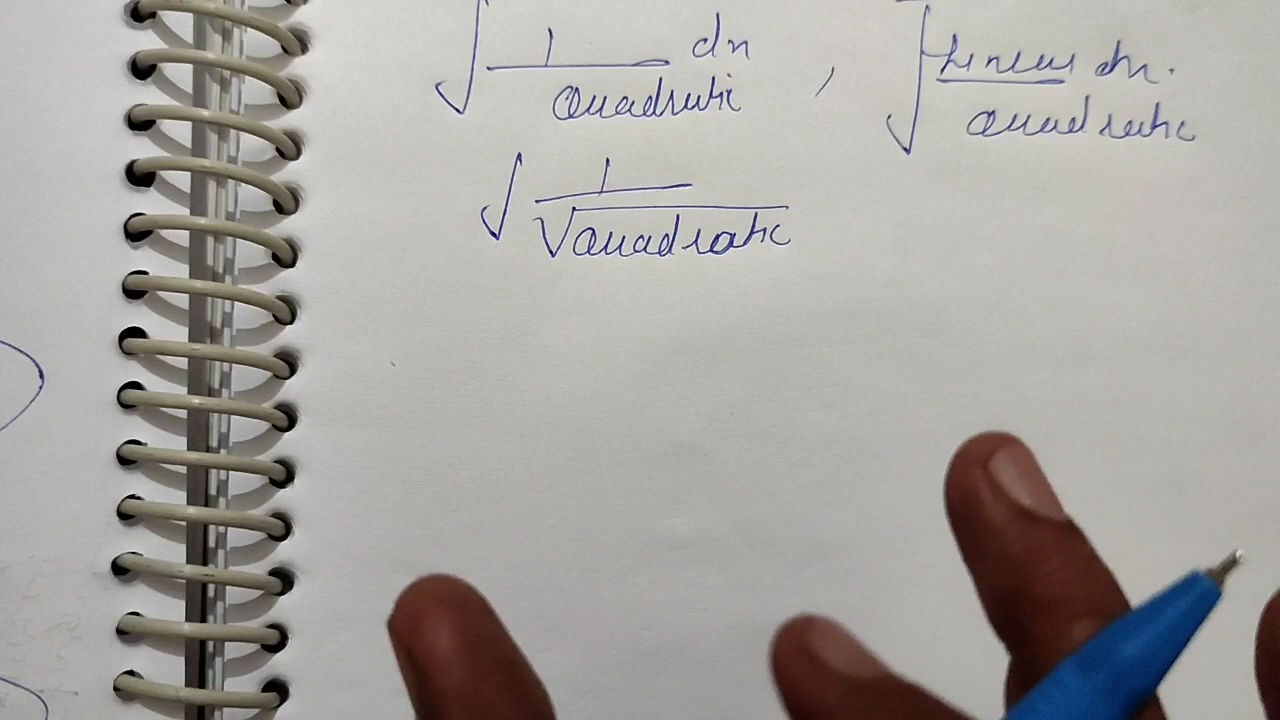 ∫ 1/Quadratic dx , ∫ Linear/Quadratic dx.
∫ 1/√Quadratic